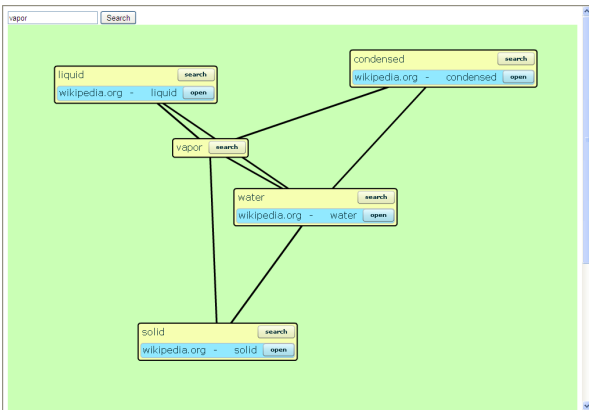 vapor Search
condensed search
wikipedia.org - condensed open
liquid search
wikipedia.org - liquid open
vapor search
water search
wikipedia.org - water open
solid search
wikipedia.org - solid open